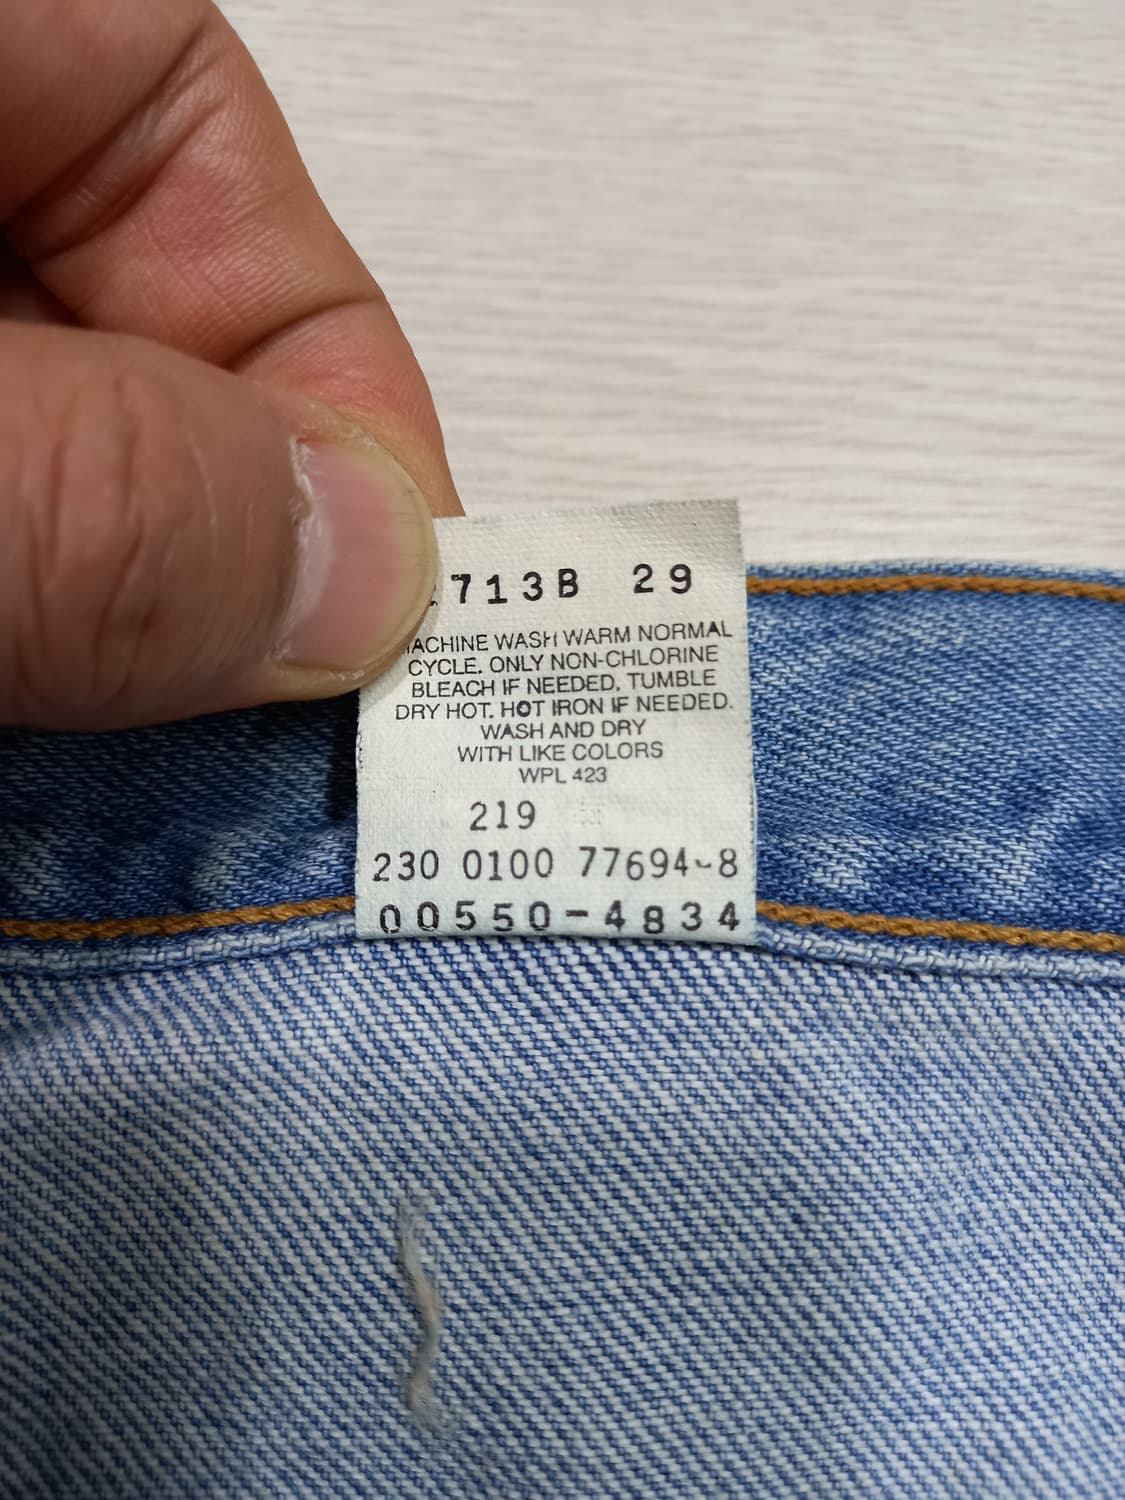 713B 29
MACHINE WASH WARM NORMAL
CYCLE. ONLY NON-CHLORINE
BLEACH IF NEEDED. TUMBLE
DRY HOT. HOT IRON IF NEEDED.
WASH AND DRY
WITH LIKE COLORS
WPL 423
219
230 0100 77694-8
00550-4834